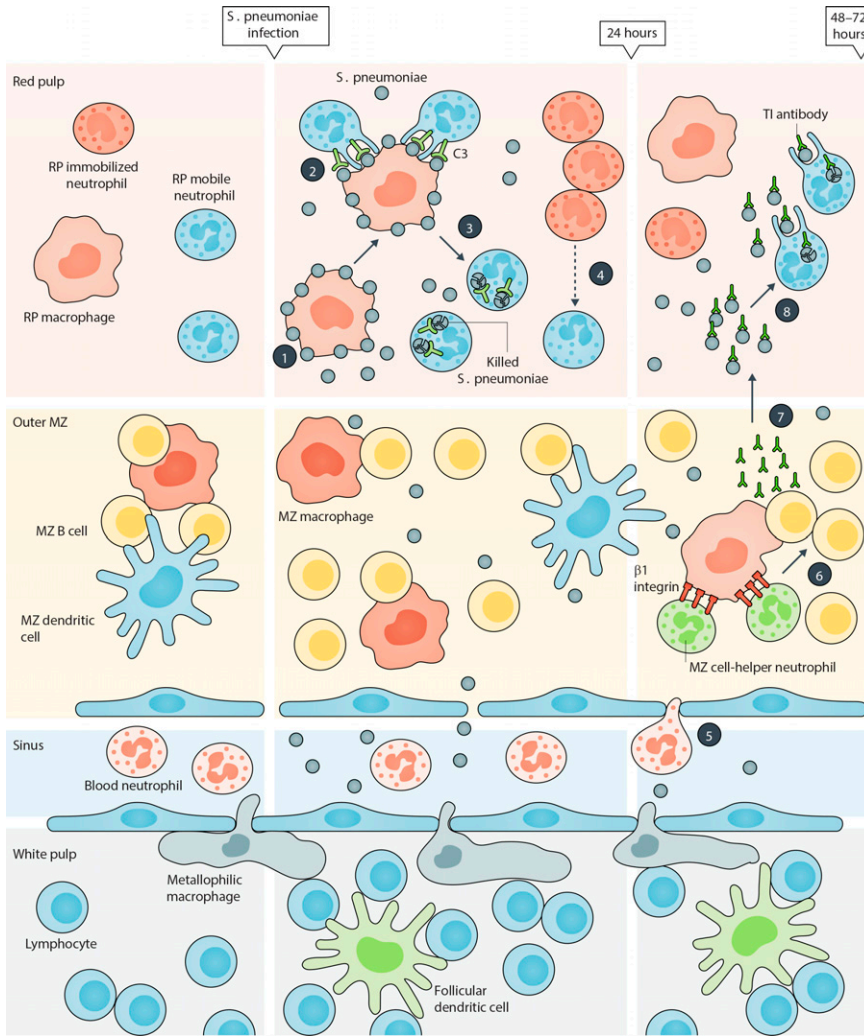 S. pneumoniae
infection
24 hours
48–72
hours
Red pulp
RP immobilized
neutrophil
RP mobile
neutrophil
RP macrophage
S. pneumoniae
C3
2
3
1
4
Killed
S. pneumoniae
TI antibody
8
Outer MZ
MZ B cell
MZ dendritic
cell
MZ macrophage
7
β1
integrin
6
MZ cell-helper neutrophil
Sinus
Blood neutrophil
5
White pulp
Metallophilic
macrophage
Lymphocyte
Follicular
dendritic cell